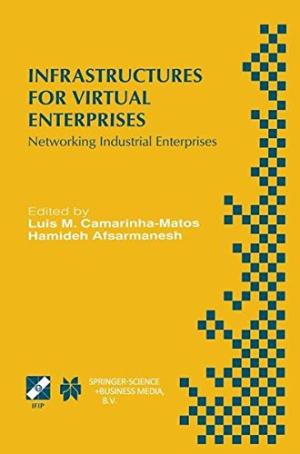 INFRASTRUCTURES
FOR VIRTUAL
ENTERPRISES
Networking Industrial Enterprises
Edited by
Luis M. Camarinha-Matos
Hamideh Afsarmanesh
IFIP
SPRINGER-SCIENCE
+BUSINESS MEDIA,
B.V.